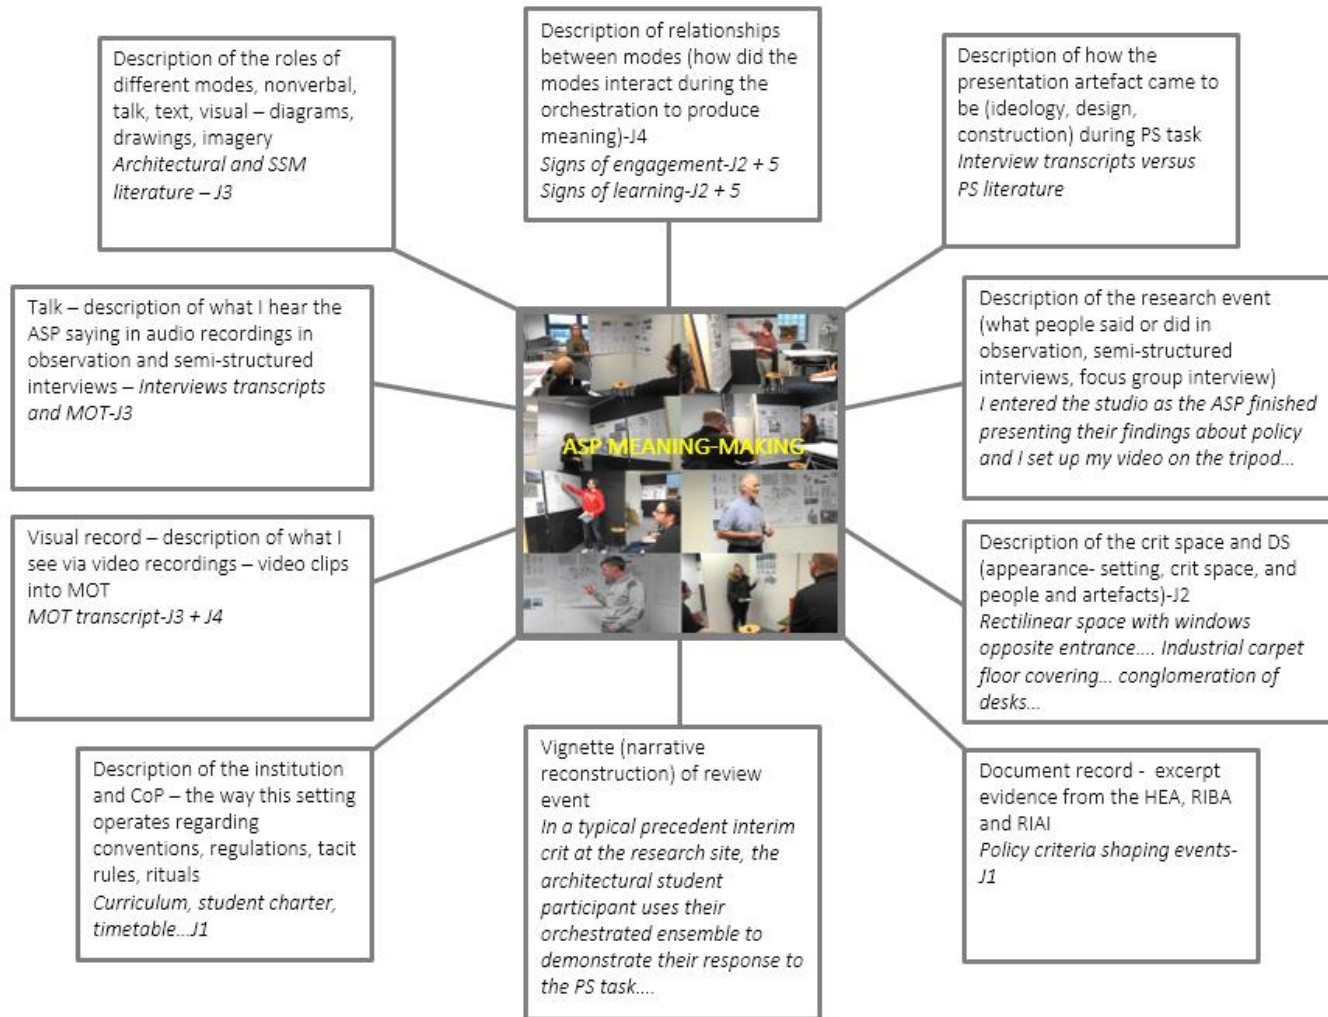 Description of the roles of
different modes, nonverbal,
talk, text, visual – diagrams,
drawings, imagery
Architectural and SSM
literature – J3
Description of relationships
between modes (how did the
modes interact during the
orchestration to produce
meaning)-J4
Signs of engagement-J2 + 5
Signs of learning-J2 + 5
Description of how the
presentation artefact came to
be (ideology, design,
construction) during PS task
Interview transcripts versus
PS literature
Talk – description of what I hear the
ASP saying in audio recordings in
observation and semi-structured
interviews – Interviews transcripts
and MOT-J3
ASP MEANING-MAKING
Description of the research event
(what people said or did in
observation, semi-structured
interviews, focus group interview)
I entered the studio as the ASP finished
presenting their findings about policy
and I set up my video on the tripod...
Visual record – description of what I
see via video recordings – video clips
into MOT
MOT transcript-J3 + J4
Description of the crit space and DS
(appearance- setting, crit space, and
people and artefacts)-J2
Rectilinear space with windows
opposite entrance.... Industrial carpet
floor covering... conglomeration of
desks...
Description of the institution
and CoP – the way this setting
operates regarding
conventions, regulations, tacit
rules, rituals
Curriculum, student charter,
timetable...J1
Vignette (narrative
reconstruction) of review
event
In a typical precedent interim
crit at the research site, the
architectural student
participant uses their
orchestrated ensemble to
demonstrate their response to
the PS task....
Document record - excerpt
evidence from the HEA, RIBA
and RIAI
Policy criteria shaping events-
J1